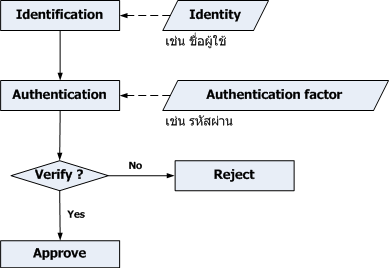 Identification
Identity
เช่น ชื่อผู้ใช้
Authentication
Authentication factor
เช่น รหัสผ่าน
Verify ?
No
Reject
Yes
Approve